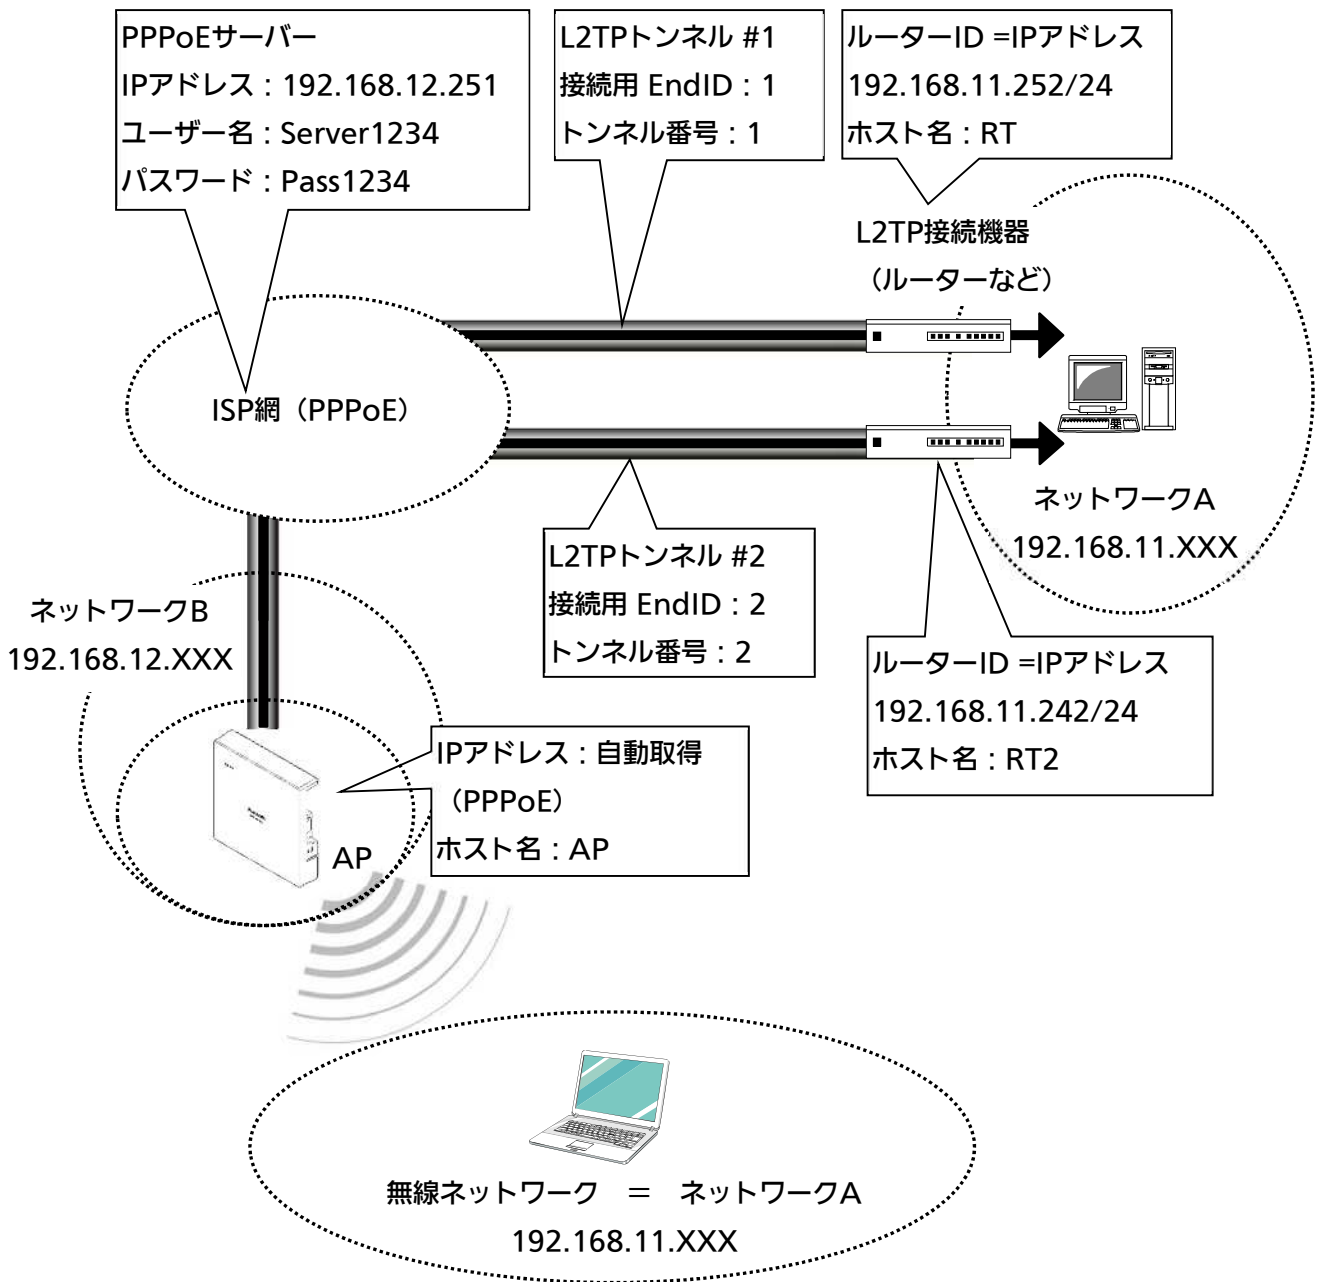 PPPoEサーバー
IPアドレス : 192.168.12.251
ユーザー名 : Server1234
パスワード : Pass1234
L2TPトンネル #1
接続用 EndID : 1
トンネル番号 : 1
ルーターID =IPアドレス
192.168.11.252/24
ホスト名 : RT
L2TP接続機器
（ルーターなど）
ISP網（PPPoE）
ネットワークA
192.168.11.XXX
L2TPトンネル #2
接続用 EndID : 2
トンネル番号 : 2
ネットワークB
192.168.12.XXX
ルーターID =IPアドレス
192.168.11.242/24
ホスト名 : RT2
IPアドレス : 自動取得
（PPPoE）
ホスト名 : AP
AP
無線ネットワーク ＝ ネットワークA
192.168.11.XXX